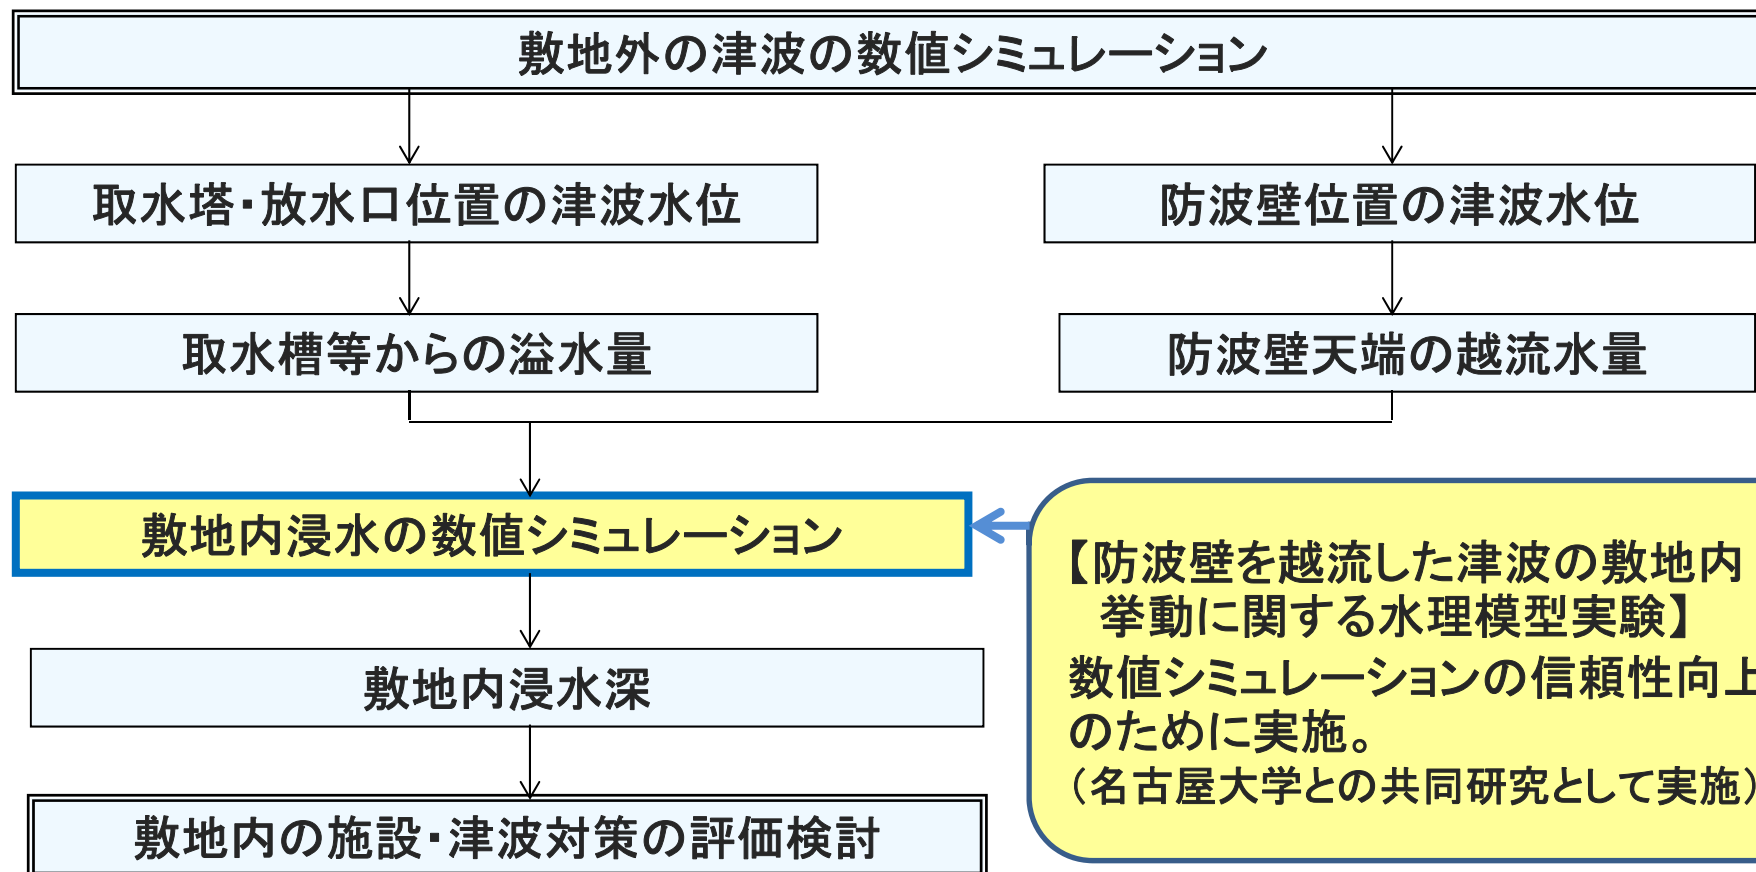 敷地外の津波の数値シミュレーション
取水塔・放水口位置の津波水位
防波壁位置の津波水位
取水槽等からの溢水量
防波壁天端の越流水量
敷地内浸水の数値シミュレーション
【防波壁を越流した津波の敷地内
挙動に関する水理模型実験】
数値シミュレーションの信頼性向上
のために実施。
（名古屋大学との共同研究として実施）
敷地内浸水深
敷地内の施設・津波対策の評価検討